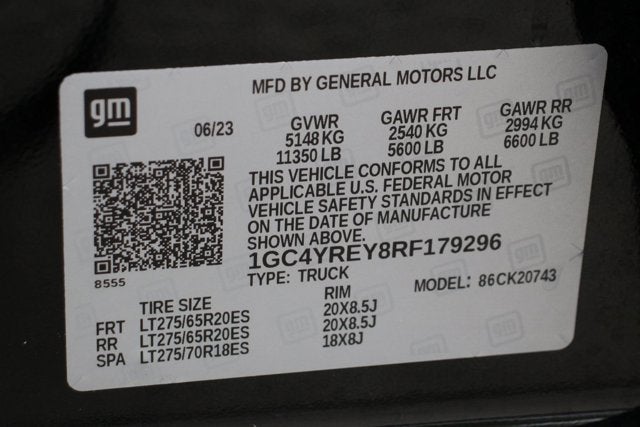 MFD BY GENERAL MOTORS LLC
gm
06/23
GVWR GAWR FRT GAWR RR
5148 KG 2540 KG 2994 KG
11350 LB 5600 LB 6600 LB
THIS VEHICLE CONFORMS TO ALL
APPLICABLE U.S. FEDERAL MOTOR
VEHICLE SAFETY STANDARDS IN EFFECT
ON THE DATE OF MANUFACTURE
SHOWN ABOVE.
1GC4YREY8RF179296
8555
TYPE: TRUCK MODEL: 86CK20743
TIRE SIZE RIM
FRT LT275/65R20ES 20X8.5J
RR LT275/65R20ES 20X8.5J
SPA LT275/70R18ES 18X8J